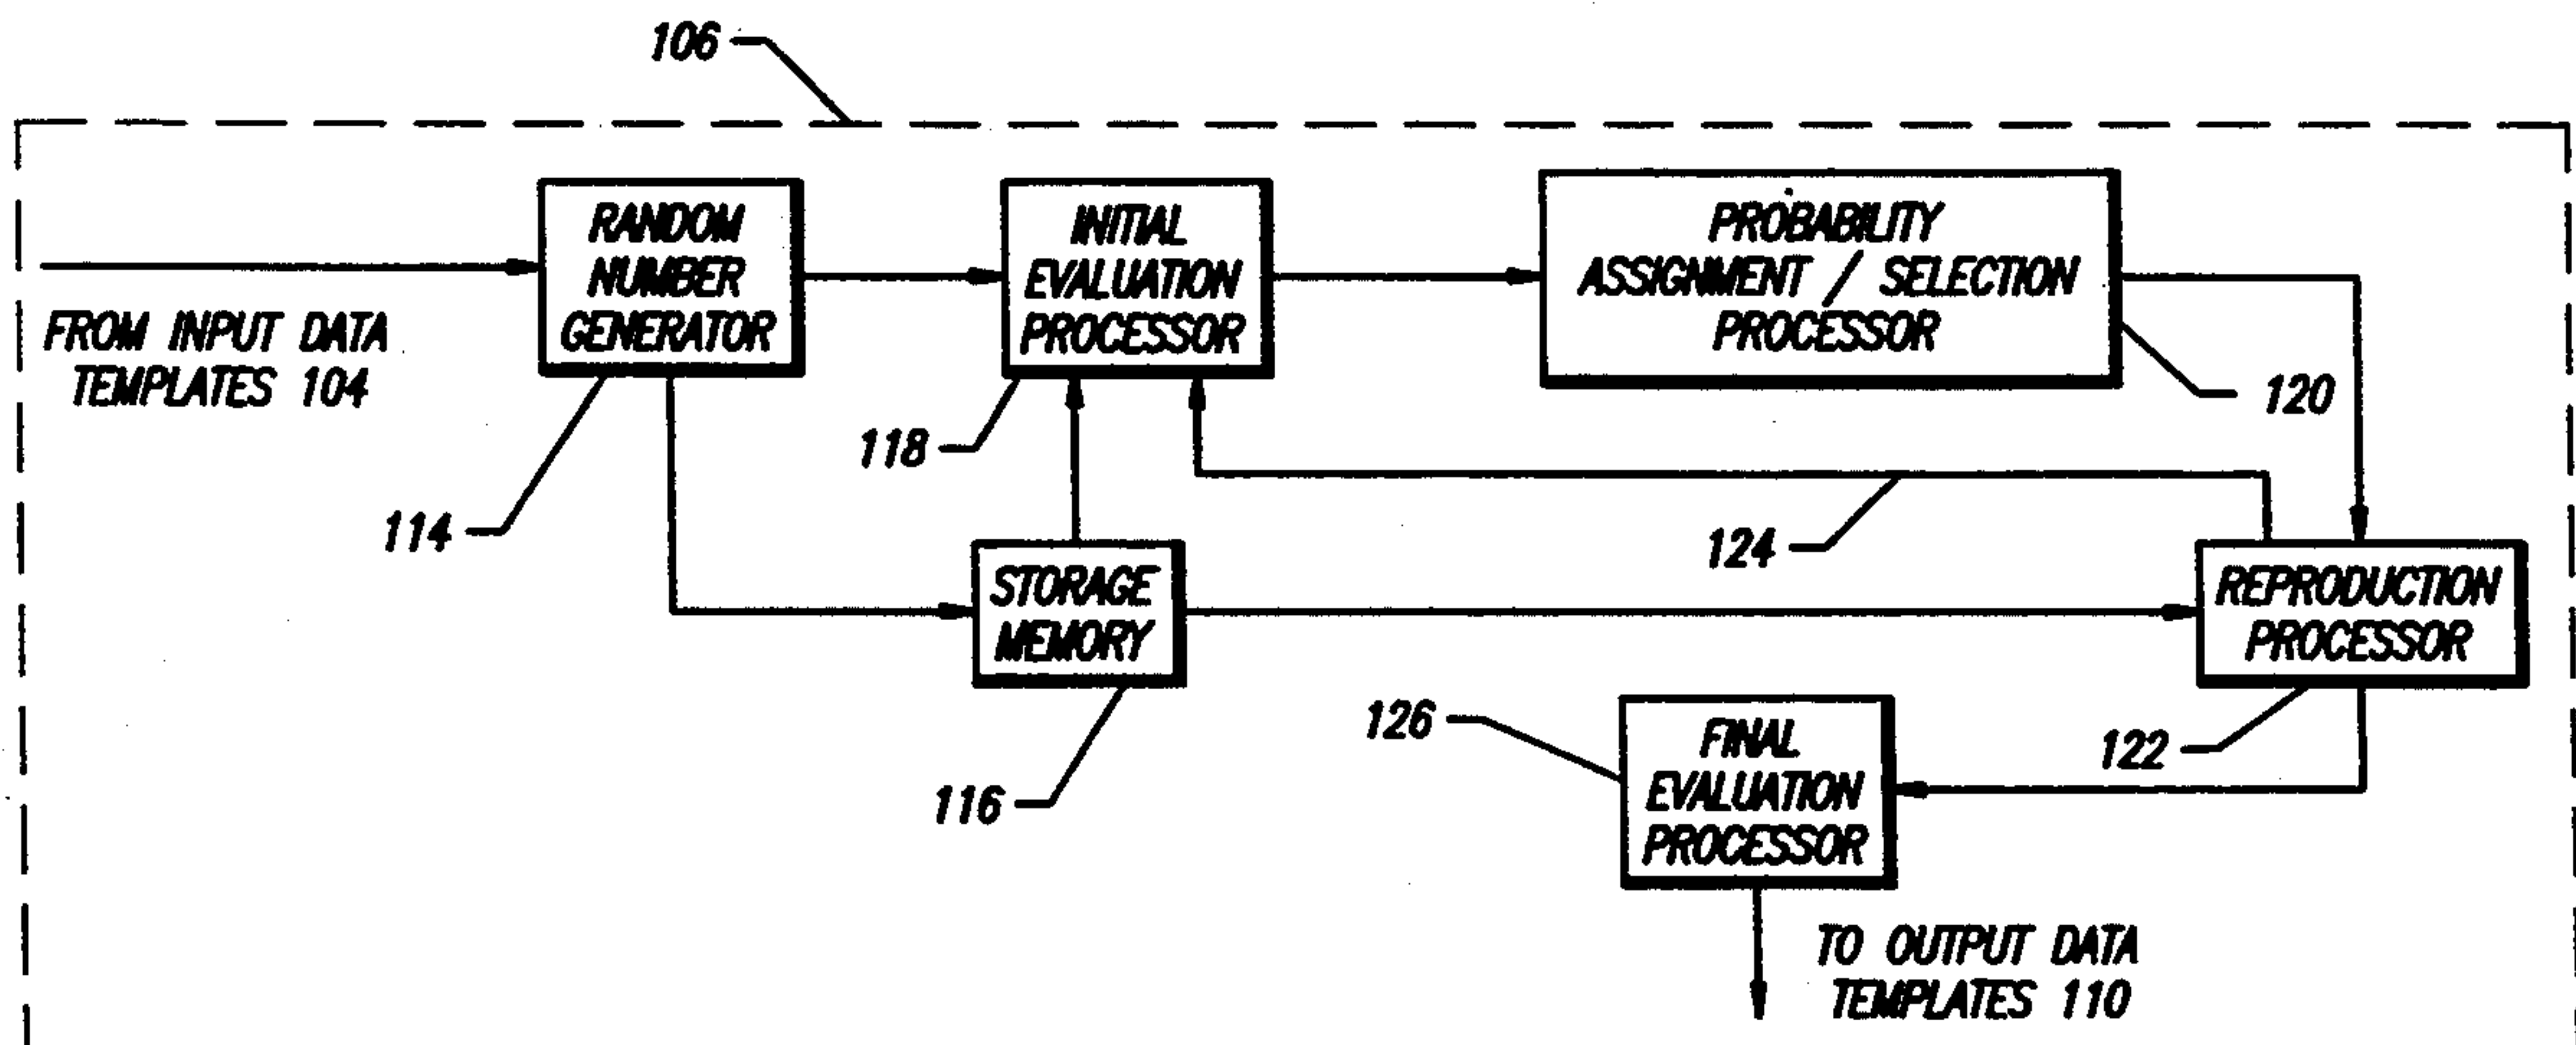 106
RANDOM
NUMBER
GENERATOR
INITIAL
EVALUATION
PROCESSOR
PROBABILITY
ASSIGNMENT / SELECTION
PROCESSOR
FROM INPUT DATA
TEMPLATES 104
120
118
114
124
STORAGE
MEMORY
REPRODUCTION
PROCESSOR
126
FINAL
EVALUATION
PROCESSOR
122
116
TO OUTPUT DATA
TEMPLATES 110